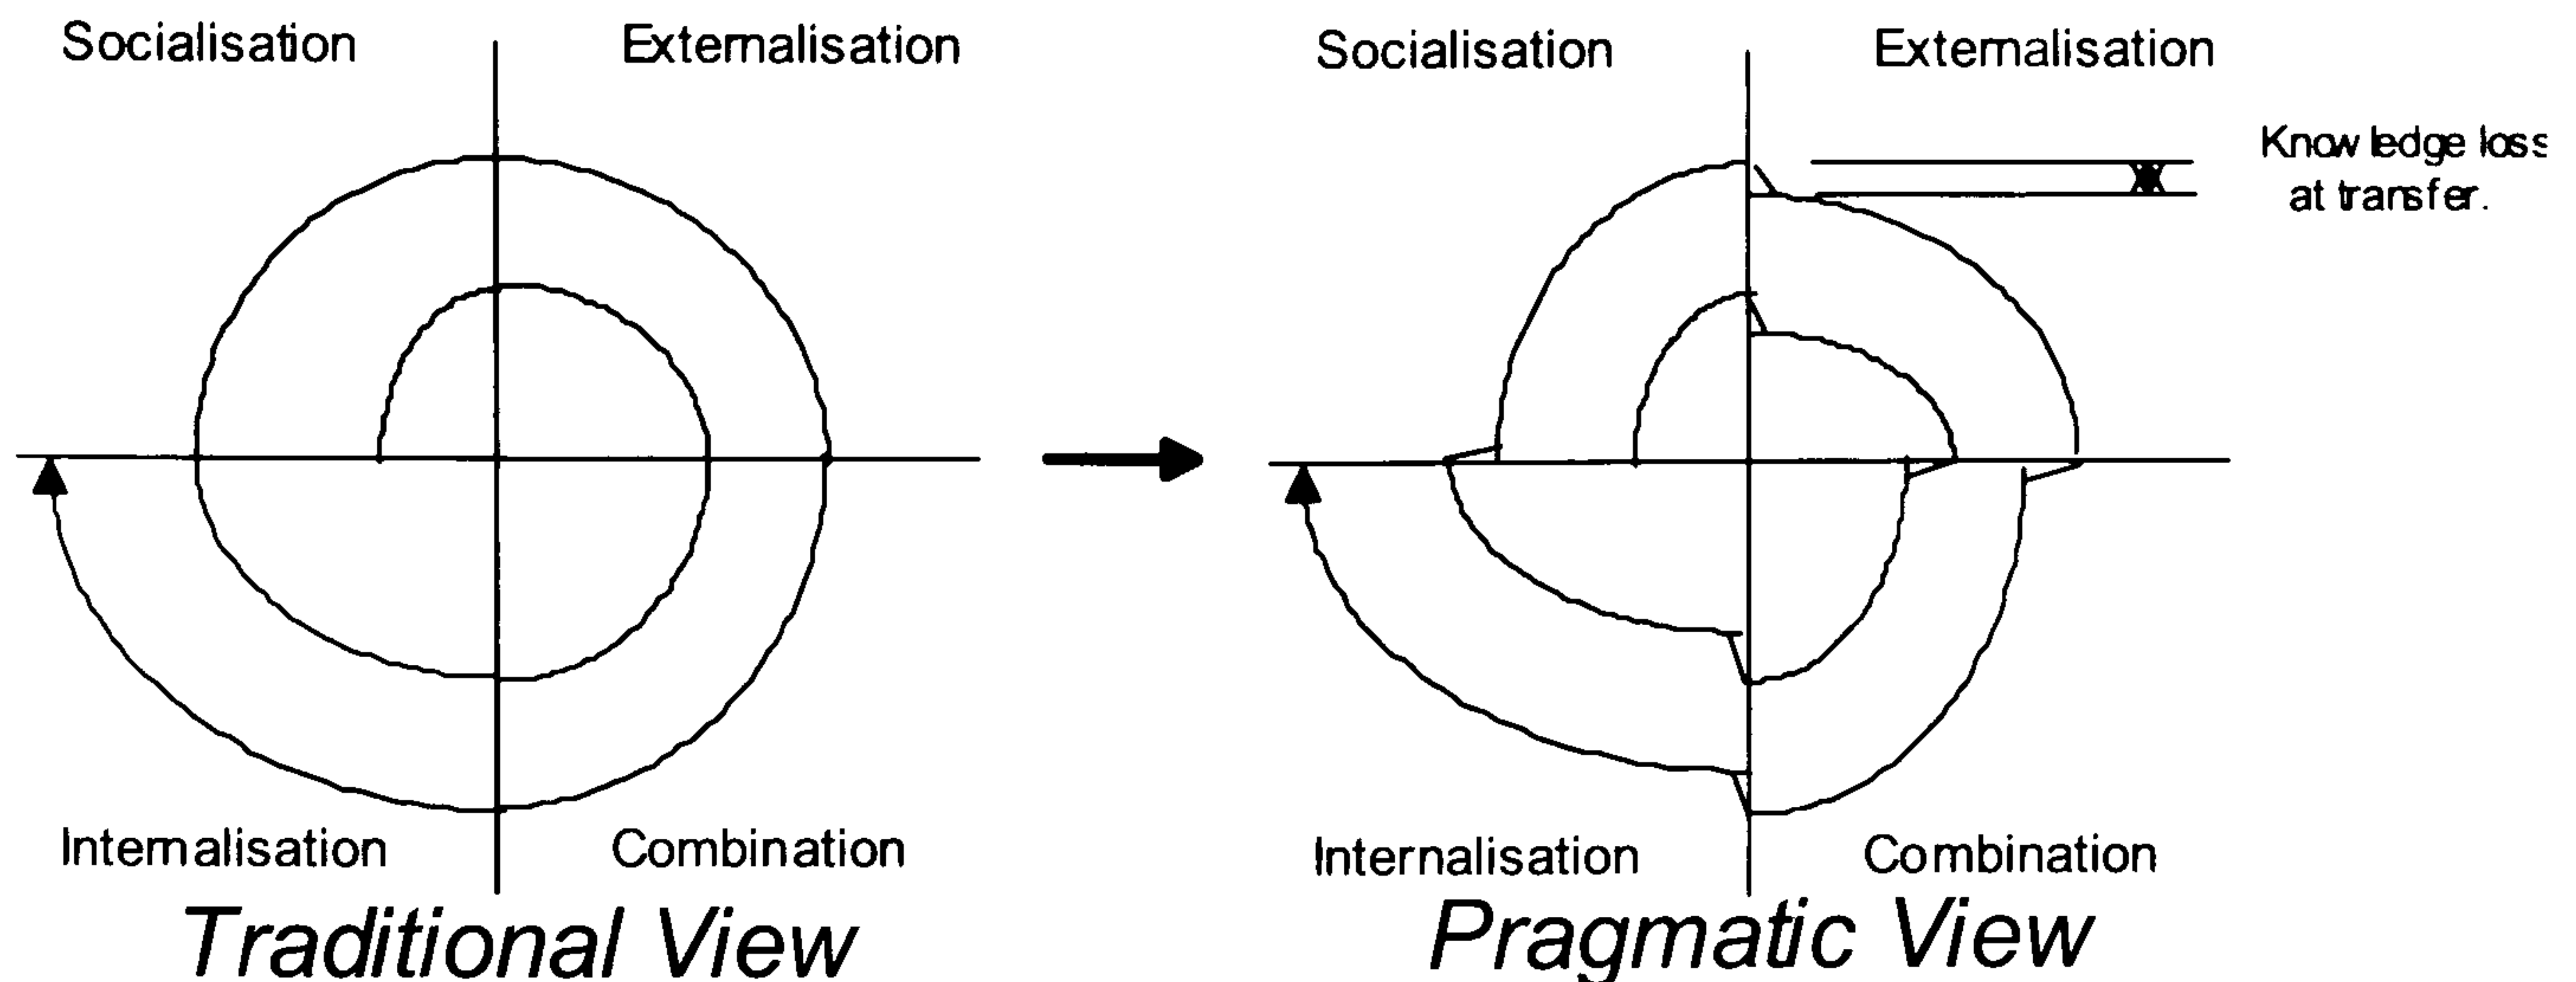 Socialisation
Externalisation
Internalisation
Combination
Traditional View
Socialisation
Externalisation
Knowledge loss
at transfer.
Internalisation
Combination
Pragmatic View